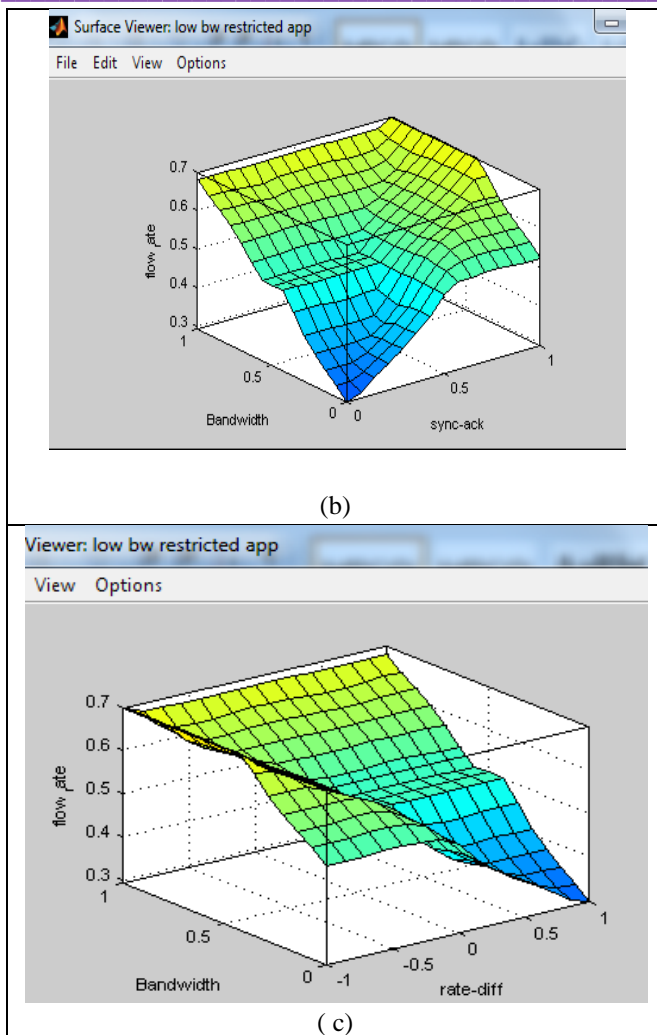 Surface Viewer: low bw restricted app
File Edit View Options
0.7
0.6
0.5
0.4
0.3
flow_rate
1
0.5
0
Bandwidth
0
0.5
1
sync-ack
(b)
Viewer: low bw restricted app
View Options
0.7
0.6
0.5
0.4
0.3
flow_rate
1
0.5
0
Bandwidth
-1
-0.5
0
0.5
1
rate-diff
( c)